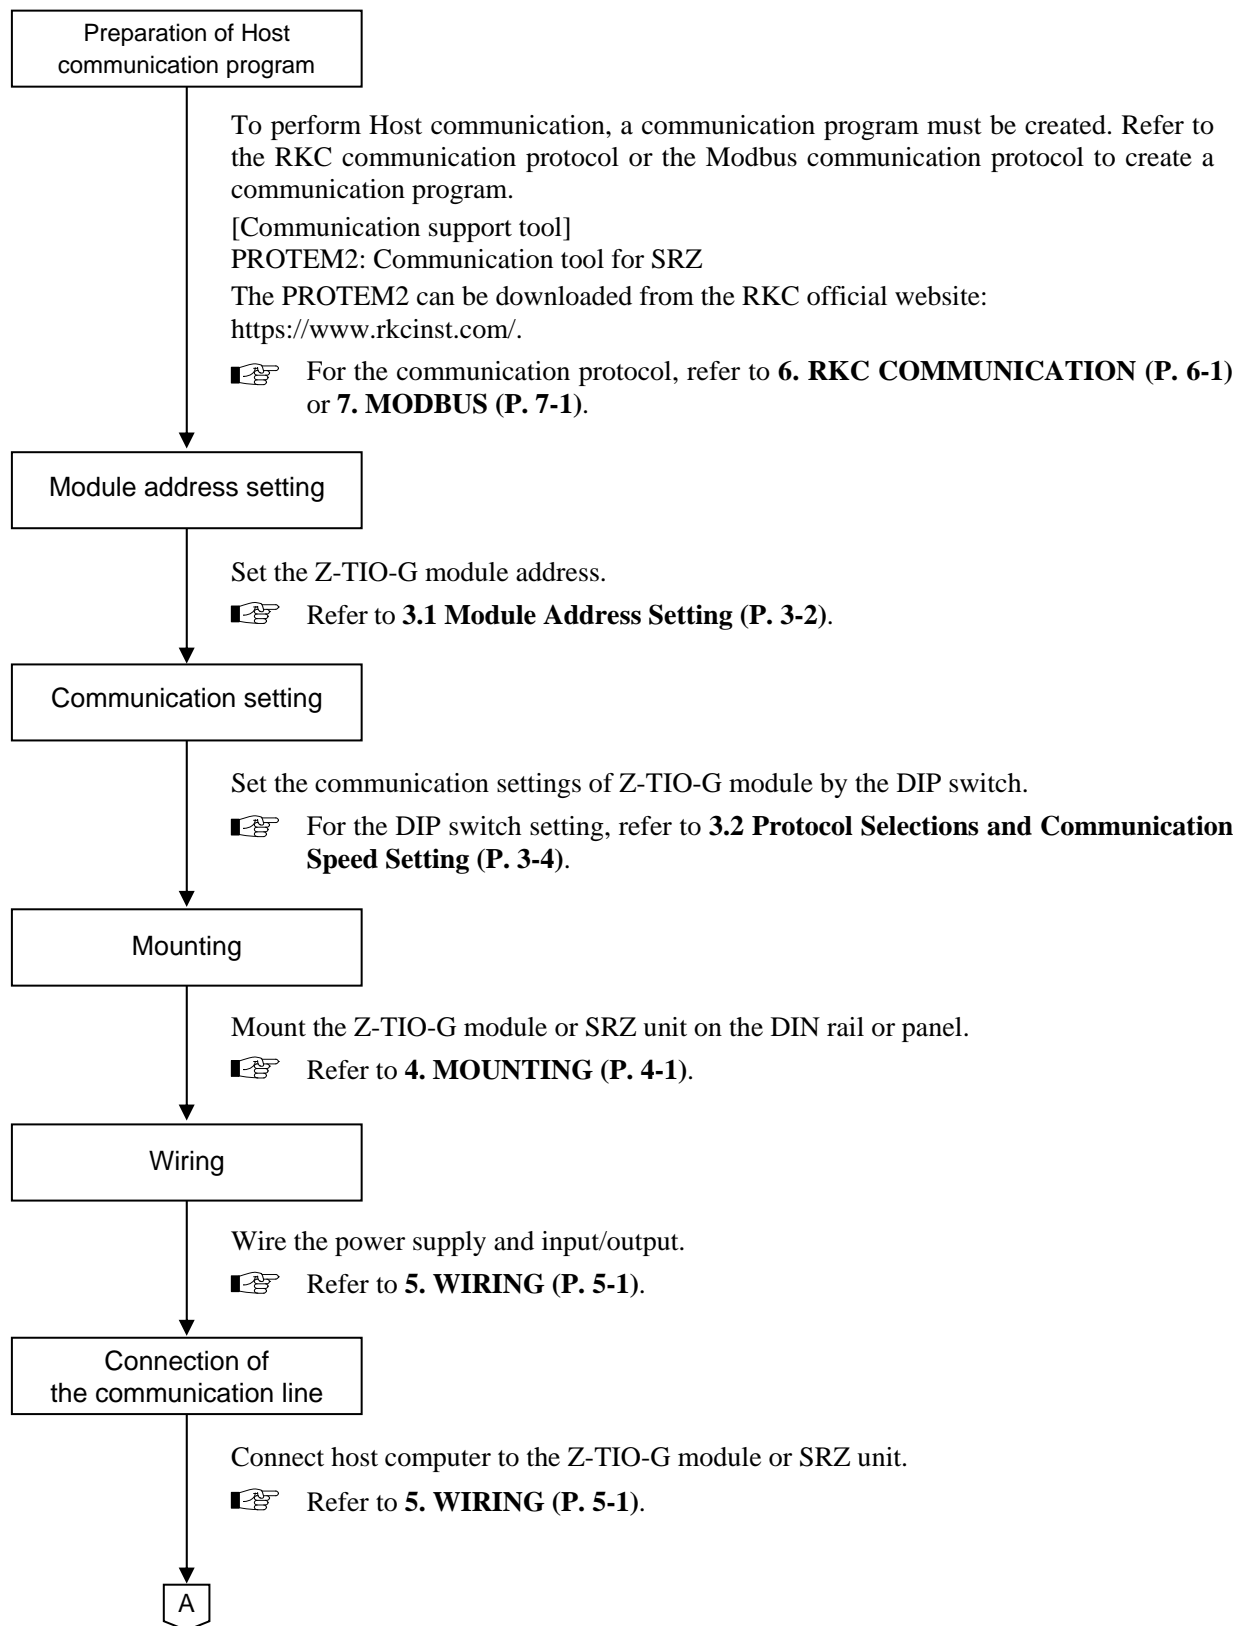 Preparation of Host
communication program
To perform Host communication, a communication program must be created. Refer to
the RKC communication protocol or the Modbus communication protocol to create a
communication program.
[Communication support tool]
PROTEM2: Communication tool for SRZ
The PROTEM2 can be downloaded from the RKC official website:
https://www.rkcinst.com/.
For the communication protocol, refer to 6. RKC COMMUNICATION (P. 6-1)
or 7. MODBUS (P. 7-1).
Module address setting
Set the Z-TIO-G module address.
Refer to 3.1 Module Address Setting (P. 3-2).
Communication setting
Set the communication settings of Z-TIO-G module by the DIP switch.
For the DIP switch setting, refer to 3.2 Protocol Selections and Communication
Speed Setting (P. 3-4).
Mounting
Mount the Z-TIO-G module or SRZ unit on the DIN rail or panel.
Refer to 4. MOUNTING (P. 4-1).
Wiring
Wire the power supply and input/output.
Refer to 5. WIRING (P. 5-1).
Connection of
the communication line
Connect host computer to the Z-TIO-G module or SRZ unit.
Refer to 5. WIRING (P. 5-1).
A